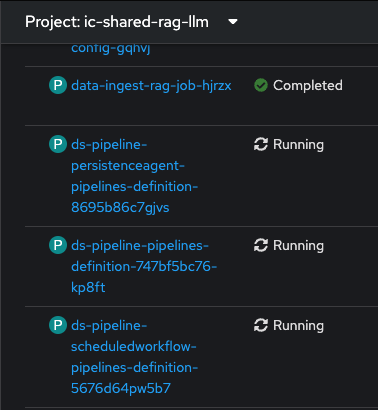 Project: ic-shared-rag-llm
config-gqhvj
P data-ingest-rag-job-hjrzx Completed
P ds-pipeline- Running
persistenceagent-
pipelines-definition-
8695b86c7gjvs
P ds-pipeline-pipelines- Running
definition-747bf5bc76-
kp8ft
P ds-pipeline- Running
scheduledworkflow-
pipelines-definition-
5676d64pw5b7